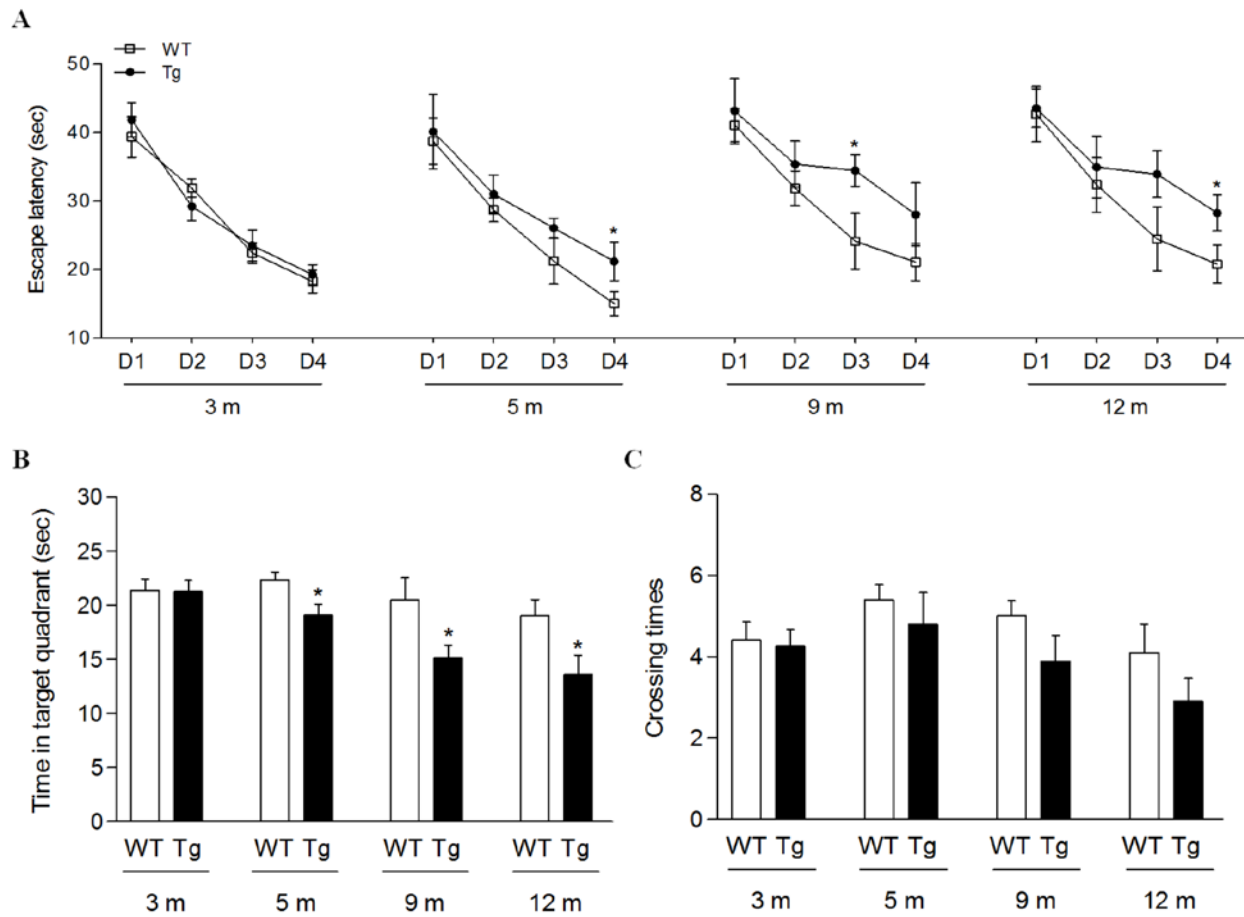 A
WT
Tg
50
40
30
20
10
Escape latency (sec)
*
*
*
D1 D2 D3 D4 D1 D2 D3 D4 D1 D2 D3 D4 D1 D2 D3 D4
3 m 5 m 9 m 12 m
B
30
25
20
15
10
5
0
Time in target quadrant (sec)
*
*
*
WT Tg WT Tg WT Tg WT Tg
3 m 5 m 9 m 12 m
C
8
6
4
2
0
Crossing times
WT Tg WT Tg WT Tg WT Tg
3 m 5 m 9 m 12 m